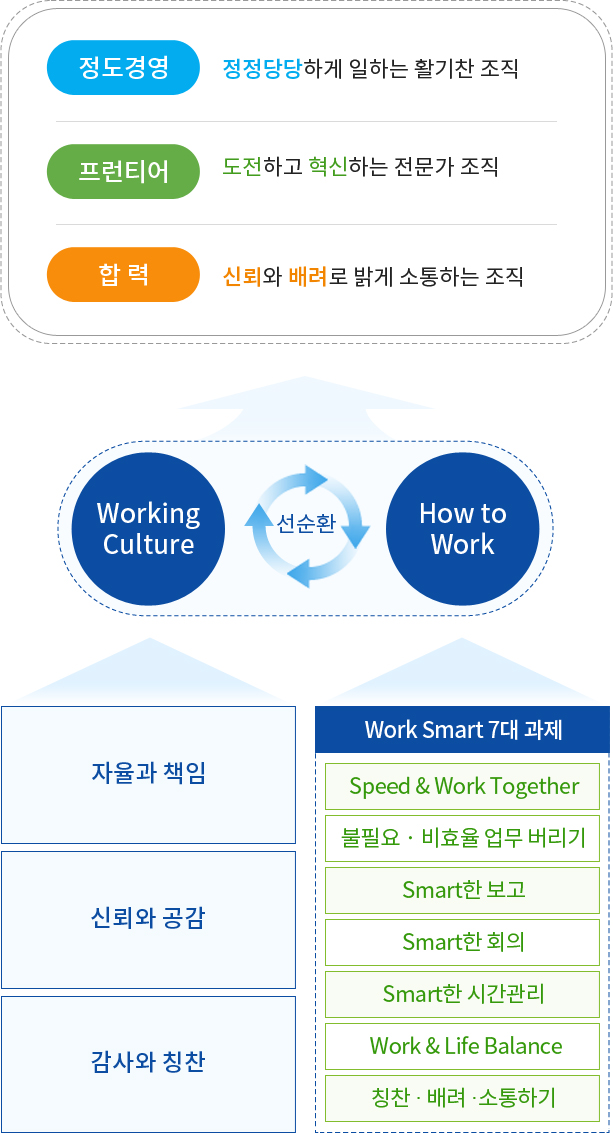 정도경영
정정당당하게 일하는 활기찬 조직
프런티어
도전하고 혁신하는 전문가 조직
합 력
신뢰와 배려로 밝게 소통하는 조직
Working
Culture
선순환
How to
Work
자율과 책임
신뢰와 공감
감사와 칭찬
Work Smart 7대 과제
Speed & Work Together
불필요 · 비효율 업무 버리기
Smart한 보고
Smart한 회의
Smart한 시간관리
Work & Life Balance
칭찬 · 배려 ·소통하기